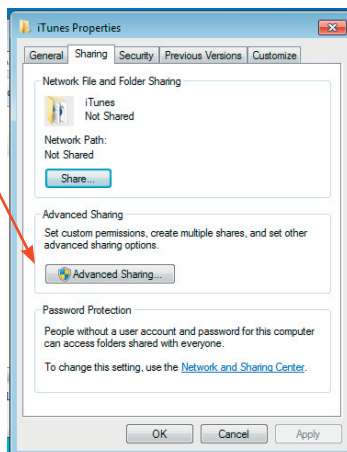 iTunes Properties
General Sharing Security Previous Versions Customize
Network File and Folder Sharing
iTunes
Not Shared
Network Path:
Not Shared
Share...
Advanced Sharing
Set custom permissions, create multiple shares, and set other
advanced sharing options.
Advanced Sharing...
Password Protection
People without a user account and password for this computer
can access folders shared with everyone.
To change this setting, use the Network and Sharing Center.
OK Cancel Apply